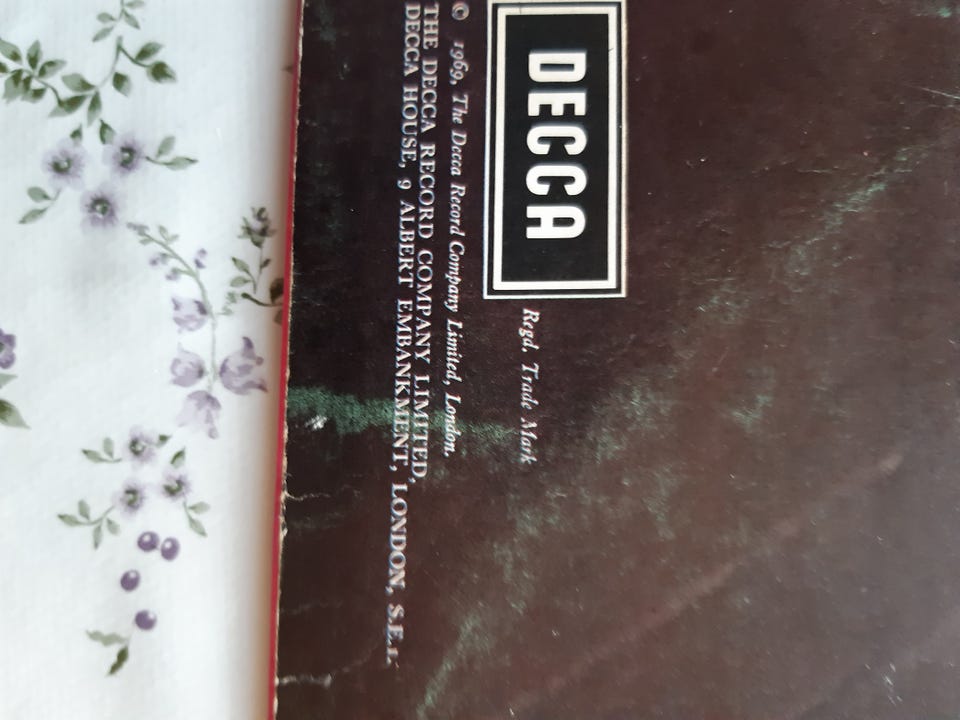 DECCA
Regd. Trade Mark
© 1969, The Decca Record Company Limited, London.
THE DECCA RECORD COMPANY LIMITED,
DECCA HOUSE, 9 ALBERT EMBANKMENT, LONDON, S.E.1.